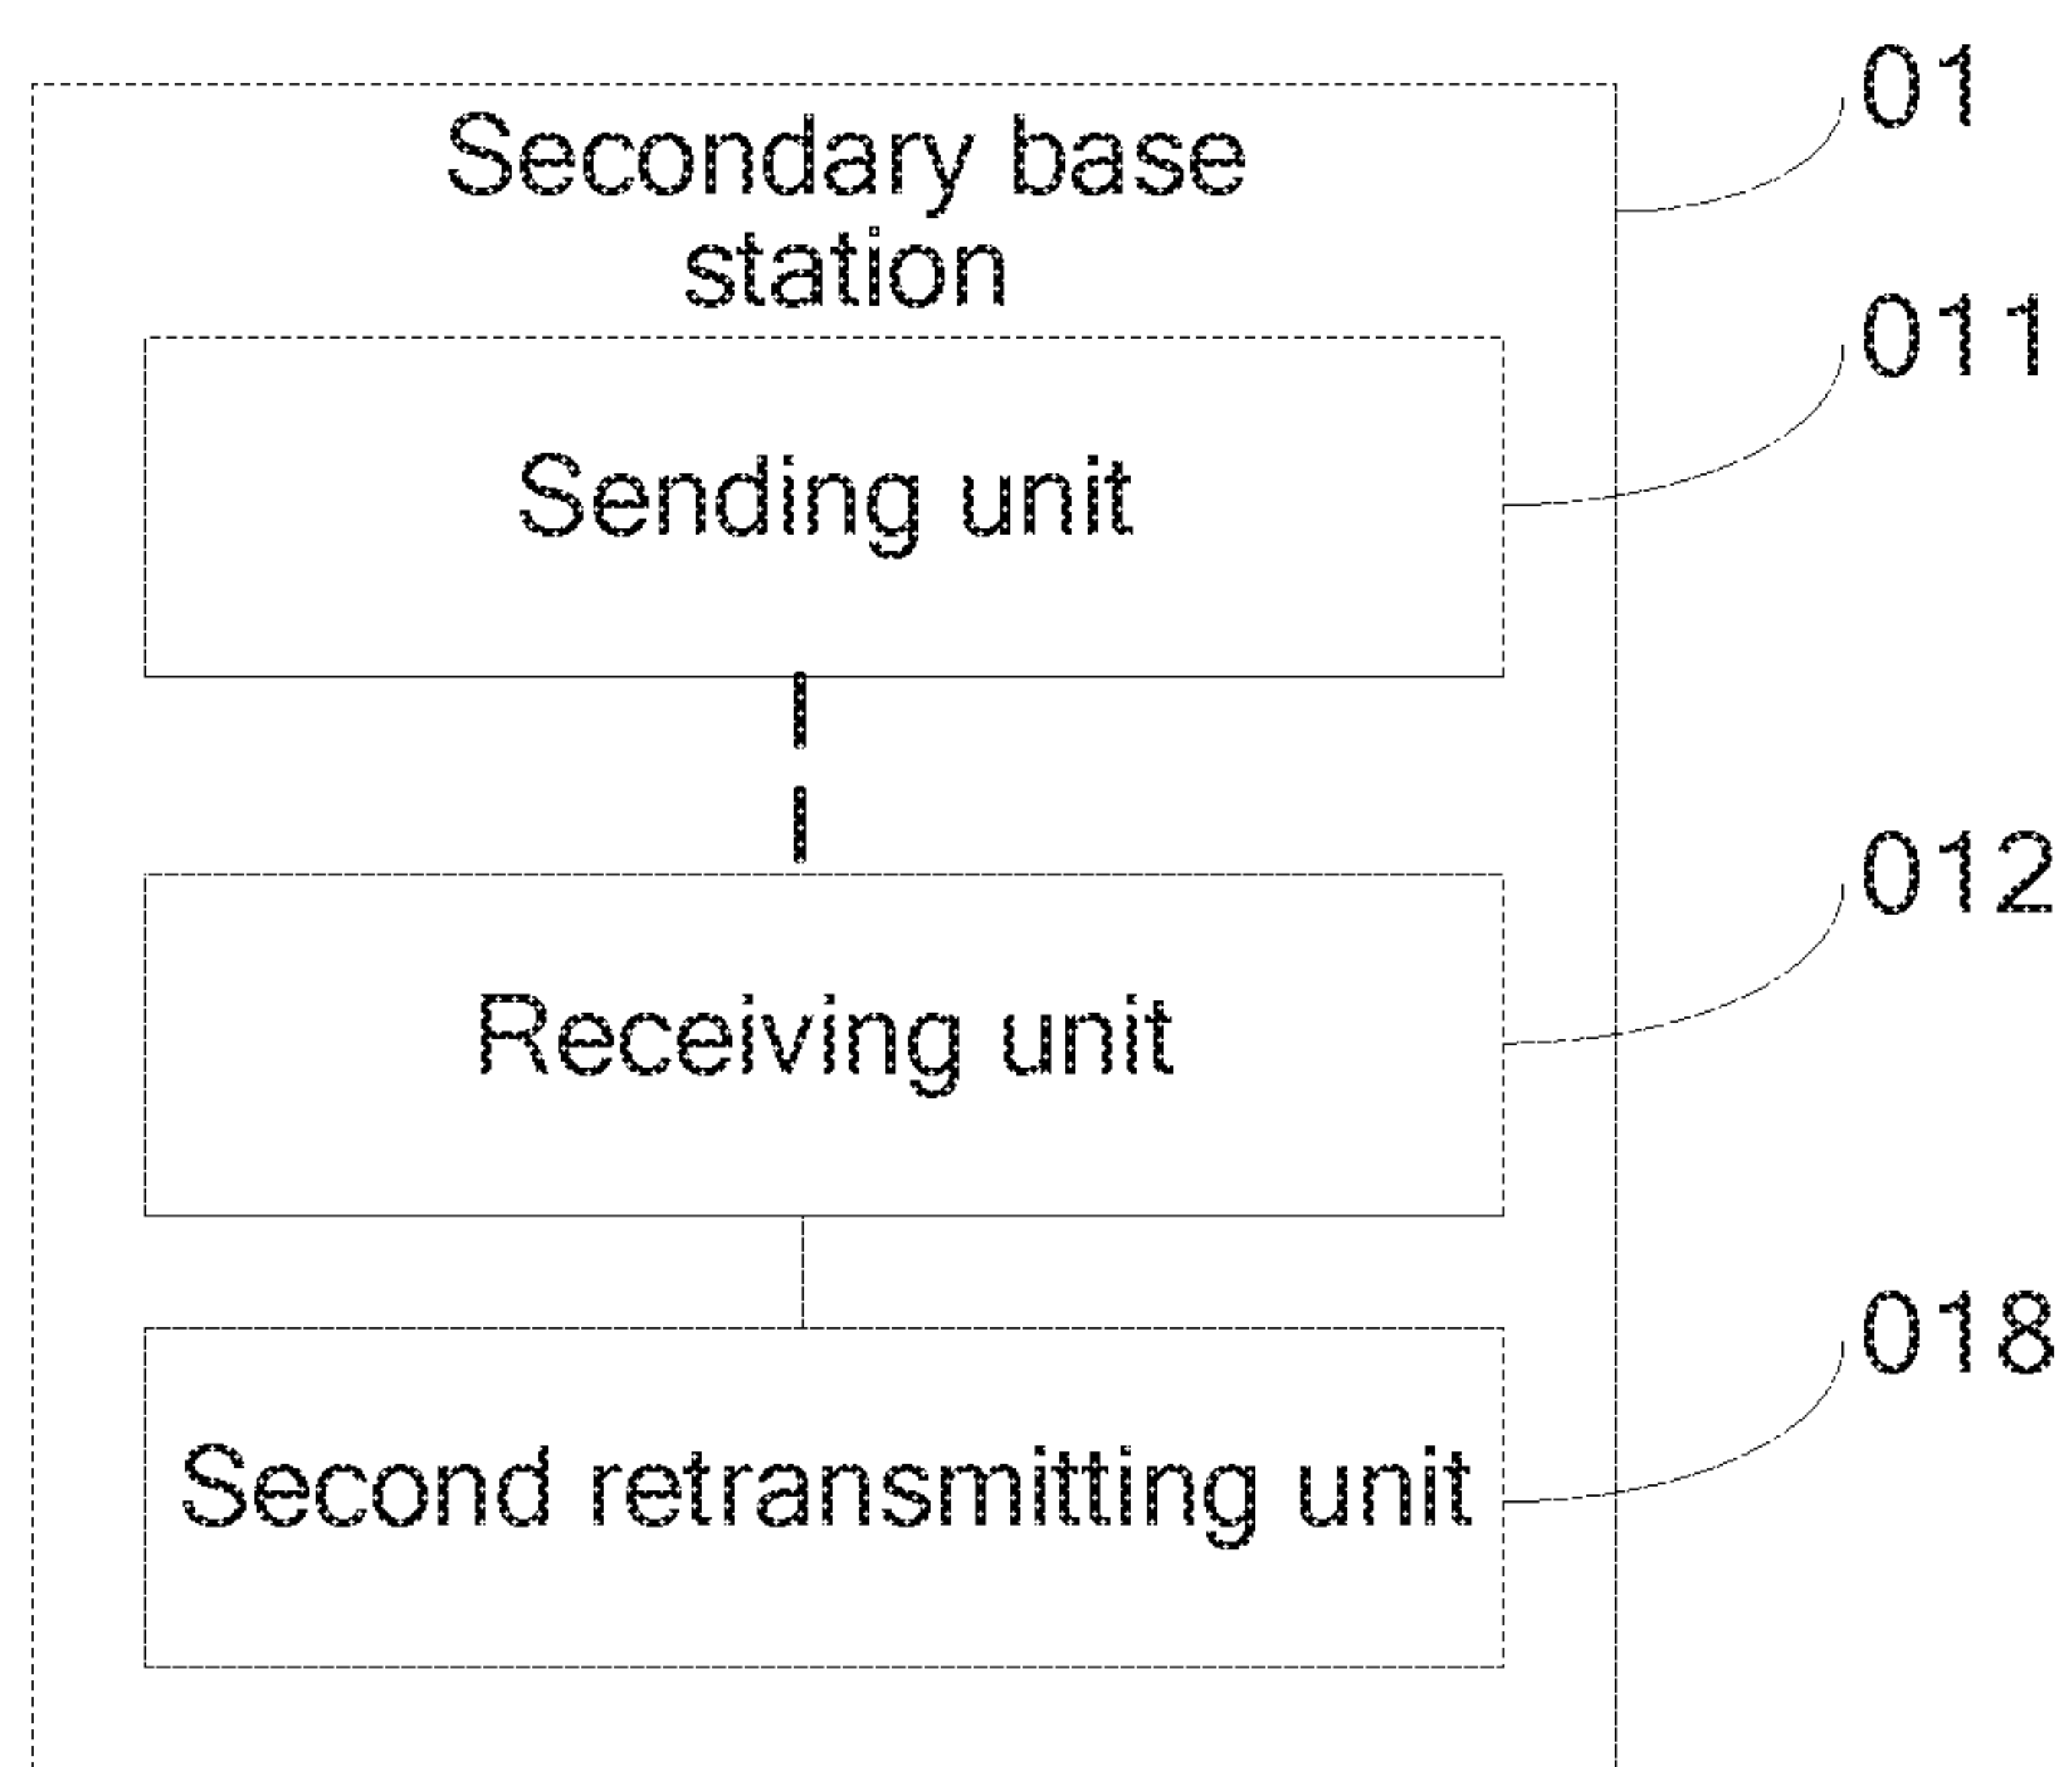 01
Secondary base
station
011
Sending unit
012
Receiving unit
018
Second retransmitting unit